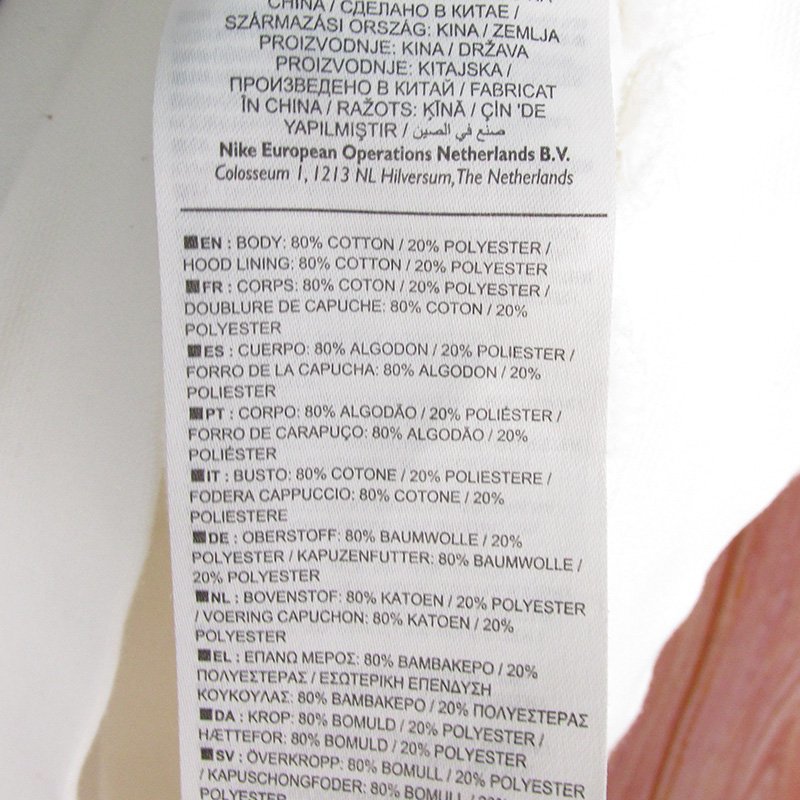 CHINA / СДЕЛАНО В КИТАЕ /
SZÁRMAZÁSI ORSZÁG: KINA / ZEMLJA
PROIZVODNJE: KINA / DRŽAVA
PROIZVODNJE: KITAJSKA /
ПРОИЗВЕДЕНО В КИТАЙ / FABRICAT
ÎN CHINA / RAŽOTS: ĶĪNĀ / ÇİN 'DE
YAPILMIŞTIR / صنع في الصين
Nike European Operations Netherlands B.V.
Colosseum 1, 1213 NL Hilversum, The Netherlands
EN : BODY: 80% COTTON / 20% POLYESTER /
HOOD LINING: 80% COTTON / 20% POLYESTER
FR : CORPS: 80% COTON / 20% POLYESTER /
DOUBLURE DE CAPUCHE: 80% COTON / 20%
POLYESTER
ES : CUERPO: 80% ALGODON / 20% POLIESTER /
FORRO DE LA CAPUCHA: 80% ALGODON / 20%
POLIESTER
PT : CORPO: 80% ALGODÃO / 20% POLIÉSTER /
FORRO DE CARAPUÇO: 80% ALGODÃO / 20%
POLIÉSTER
IT : BUSTO: 80% COTONE / 20% POLIESTERE /
FODERA CAPPUCCIO: 80% COTONE / 20%
POLIESTERE
DE : OBERSTOFF: 80% BAUMWOLLE / 20%
POLYESTER / KAPUZENFUTTER: 80% BAUMWOLLE /
20% POLYESTER
NL : BOVENSTOF: 80% KATOEN / 20% POLYESTER
/ VOERING CAPUCHON: 80% KATOEN / 20%
POLYESTER
EL : ΕΠΑΝΩ ΜΕΡΟΣ: 80% ΒΑΜΒΑΚΕΡΟ / 20%
ΠΟΛΥΕΣΤΕΡΑΣ / ΕΣΩΤΕΡΙΚΗ ΕΠΕΝΔΥΣΗ
ΚΟΥΚΟΥΛΑΣ: 80% ΒΑΜΒΑΚΕΡΟ / 20% ΠΟΛΥΕΣΤΕΡΑΣ
DA : KROP: 80% BOMULD / 20% POLYESTER /
HÆTTEFOR: 80% BOMULD / 20% POLYESTER
SV : ÖVERKROPP: 80% BOMULL / 20% POLYESTER
/ KAPUSCHONGFODER: 80% BOMULL / 20%
POLYESTER